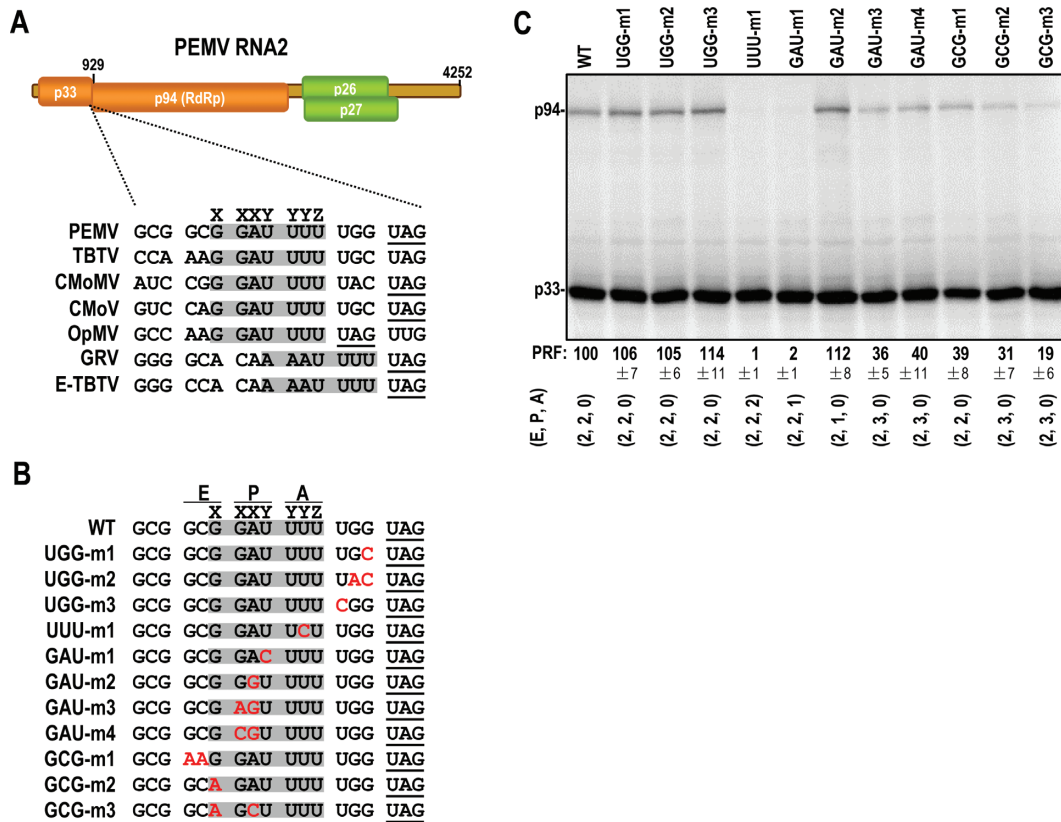 A
PEMV RNA2
929
4252
p33
p94 (RdRp)
p26
p27
X XXY YYZ
PEMV GCG GCG GAU UUU UGG UAG
TBTV CCA AAG GAU UUU UGC UAG
CMoMV AUC CGG GAU UUU UAC UAG
CMoV GUC CAG GAU UUU UGC UAG
OpMV GCC AAG GAU UUU UAG UUG
GRV GGG GCA CAA AAU UUU UAG
E-TBTV GGG CCA CAA AAU UUU UAG
B
E P A
X XXY YYZ
WT GCG GCG GAU UUU UGG UAG
UGG-m1 GCG GCG GAU UUU UGC UAG
UGG-m2 GCG GCG GAU UUU UAC UAG
UGG-m3 GCG GCG GAU UUU CGG UAG
UUU-m1 GCG GCG GAU UCU UGG UAG
GAU-m1 GCG GCG GAC UUU UGG UAG
GAU-m2 GCG GCG GGU UUU UGG UAG
GAU-m3 GCG GCG AGU UUU UGG UAG
GAU-m4 GCG GCG CGU UUU UGG UAG
GCG-m1 GCG AAG GAU UUU UGG UAG
GCG-m2 GCG GCA GAU UUU UGG UAG
GCG-m3 GCG GCA GCU UUU UGG UAG
C
WT UGG-m1 UGG-m2 UGG-m3 UUU-m1 GAU-m1 GAU-m2 GAU-m3 GAU-m4 GCG-m1 GCG-m2 GCG-m3
p94-
p33-
PRF: 100 106 105 114 1 2 112 36 40 39 31 19
±7 ±6 ±11 ±1 ±1 ±8 ±5 ±11 ±8 ±7 ±6
(E, P, A) (2, 2, 0) (2, 2, 0) (2, 2, 0) (2, 2, 0) (2, 2, 2) (2, 2, 1) (2, 1, 0) (2, 3, 0) (2, 3, 0) (2, 2, 0) (2, 3, 0) (2, 3, 0)